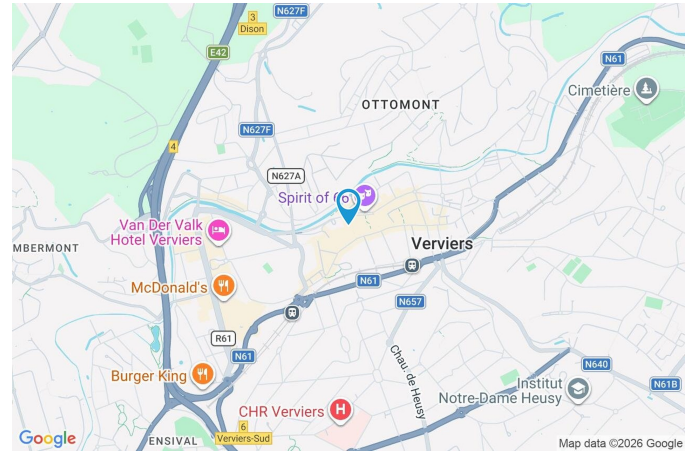 N627F
3
Dison
E42
N61
Cimetière
OTTOMONT
N627F
4
N627A
Spirit of 60
Van Der Valk
Hotel Verviers
MBERMONT
Verviers
McDonald's
N61
N657
R61
N61
Burger King
Chau. de Heusy
N640
Institut
Notre-Dame Heusy
N61B
CHR Verviers
H
6
Verviers-Sud
ENSIVAL
Google
Map data ©2026 Google